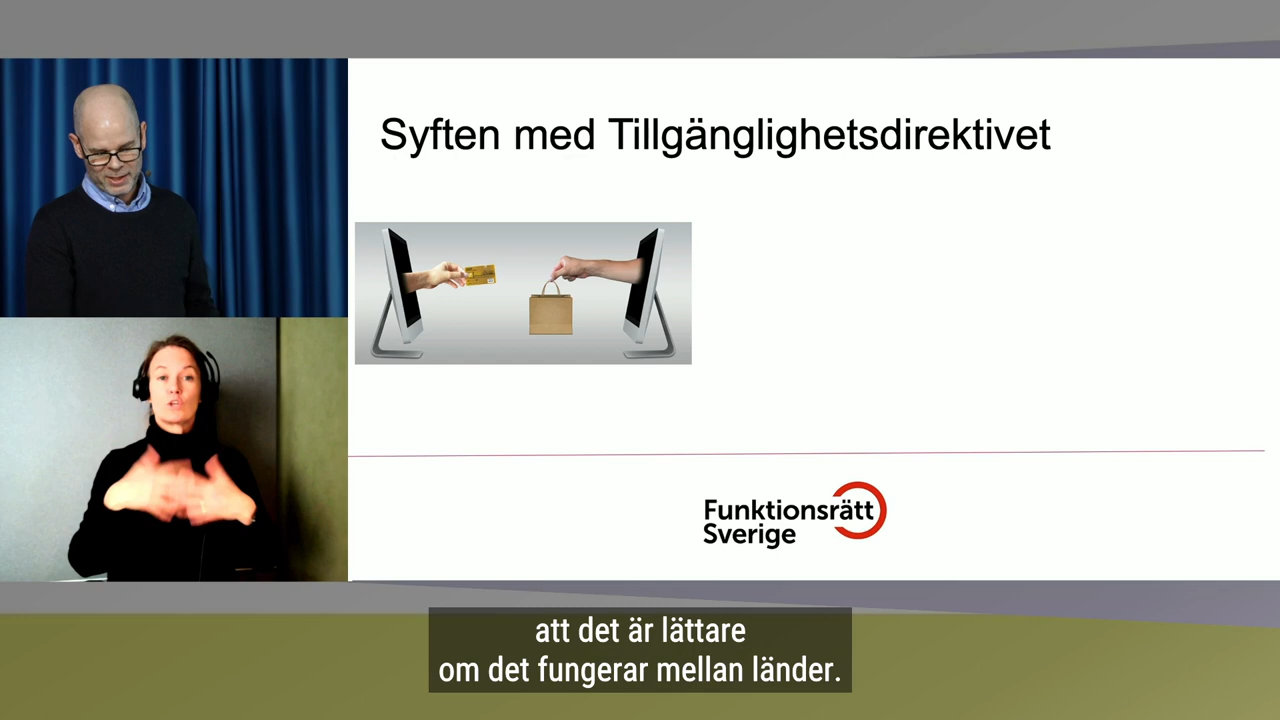 Syften med Tillgänglighetsdirektivet
Funktionsrätt
Sverige
att det är lättare
om det fungerar mellan länder.